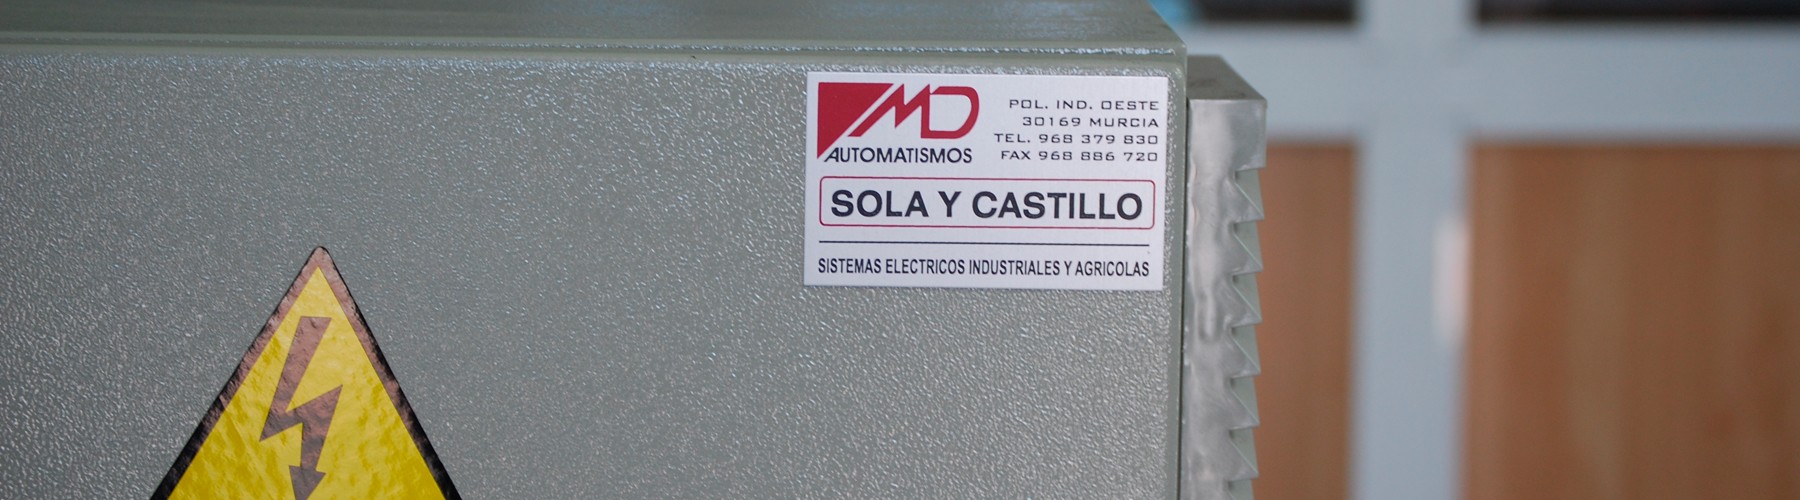 MD
AUTOMATISMOS
POL. IND. OESTE
30169 MURCIA
TEL. 968 379 830
FAX 968 886 720
SOLA Y CASTILLO
SISTEMAS ELECTRICOS INDUSTRIALES Y AGRICOLAS